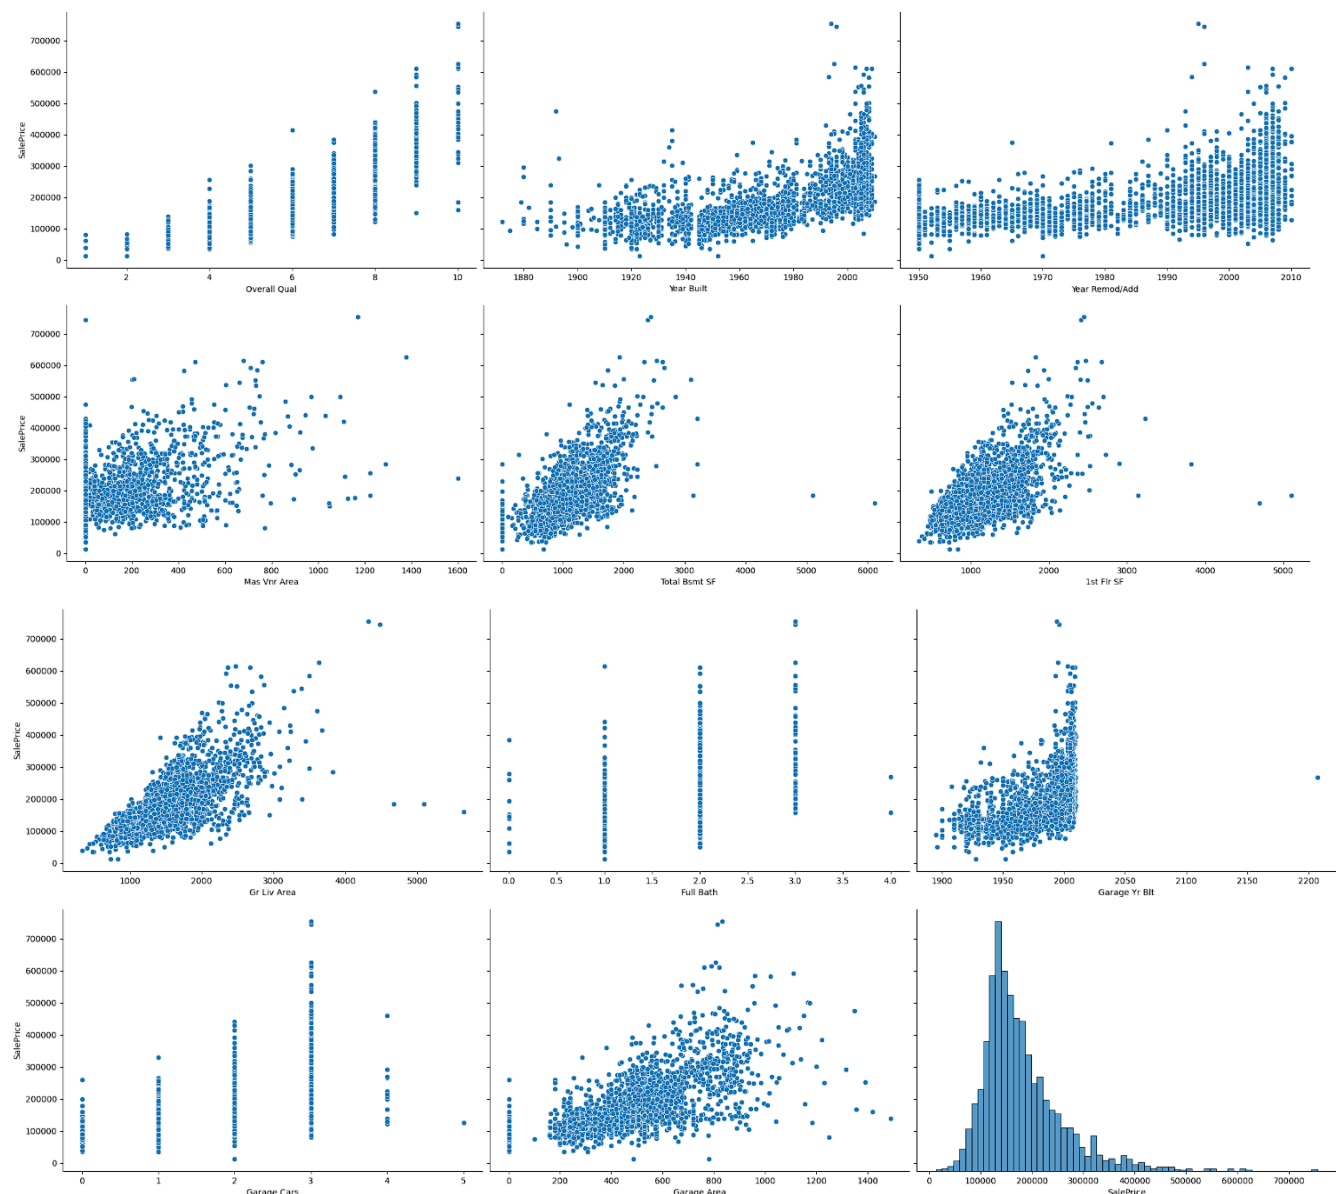 700000
600000
500000
400000
300000
200000
100000
0
SalePrice
2 4 6 8 10
Overall Qual
1880 1900 1920 1940 1960 1980 2000
Year Built
1950 1960 1970 1980 1990 2000 2010
Year Remod/Add
700000
600000
500000
400000
300000
200000
100000
0
SalePrice
0 200 400 600 800 1000 1200 1400 1600
Mas Vnr Area
0 1000 2000 3000 4000 5000 6000
Total Bsmt SF
1000 2000 3000 4000 5000
1st Flr SF
700000
600000
500000
400000
300000
200000
100000
0
SalePrice
1000 2000 3000 4000 5000
Gr Liv Area
0.0 0.5 1.0 1.5 2.0 2.5 3.0 3.5 4.0
Full Bath
1900 1950 2000 2050 2100 2150 2200
Garage Yr Blt
700000
600000
500000
400000
300000
200000
100000
0
SalePrice
0 1 2 3 4 5
Garage Cars
0 200 400 600 800 1000 1200 1400
Garage Area
0 100000 200000 300000 400000 500000 600000 700000
SalePrice